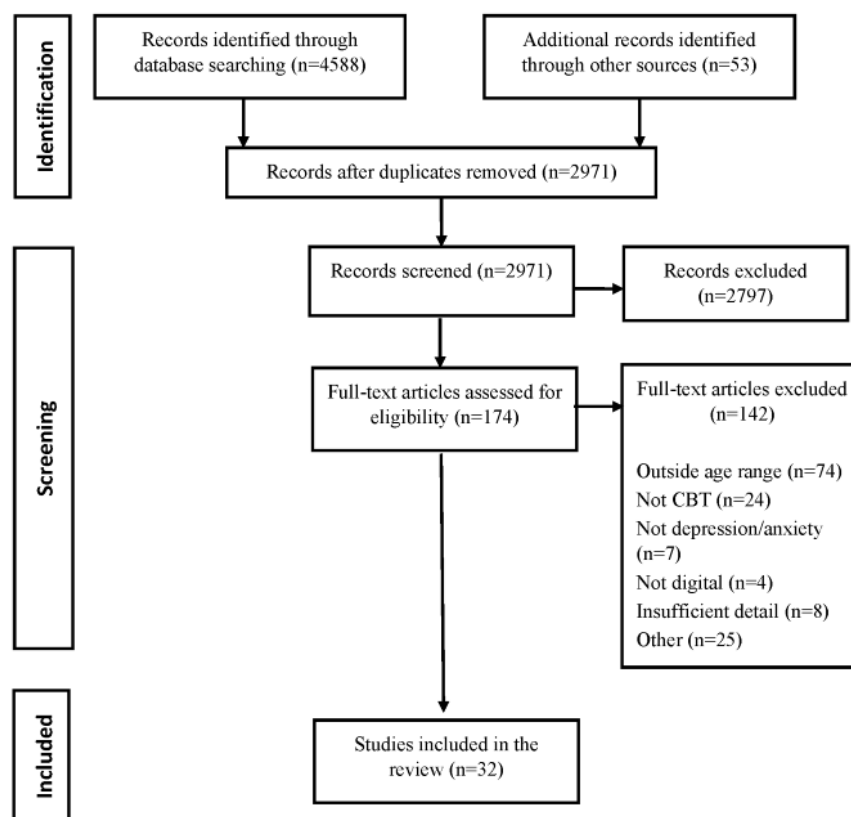 Identification
Records identified through
database searching (n=4588)
Additional records identified
through other sources (n=53)
Records after duplicates removed (n=2971)
Screening
Records screened (n=2971)
Records excluded
(n=2797)
Full-text articles assessed for
eligibility (n=174)
Full-text articles excluded
(n=142)
Outside age range (n=74)
Not CBT (n=24)
Not depression/anxiety
(n=7)
Not digital (n=4)
Insufficient detail (n=8)
Other (n=25)
Included
Studies included in the
review (n=32)